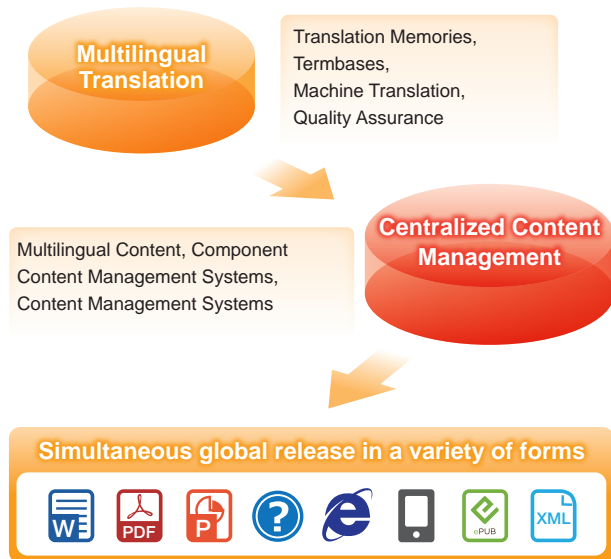 Multilingual
Translation
Translation Memories,
Termbases,
Machine Translation,
Quality Assurance
Centralized Content
Management
Multilingual Content, Component
Content Management Systems,
Content Management Systems
Simultaneous global release in a variety of forms
W
PDF
P
?
e
ePUB
XML